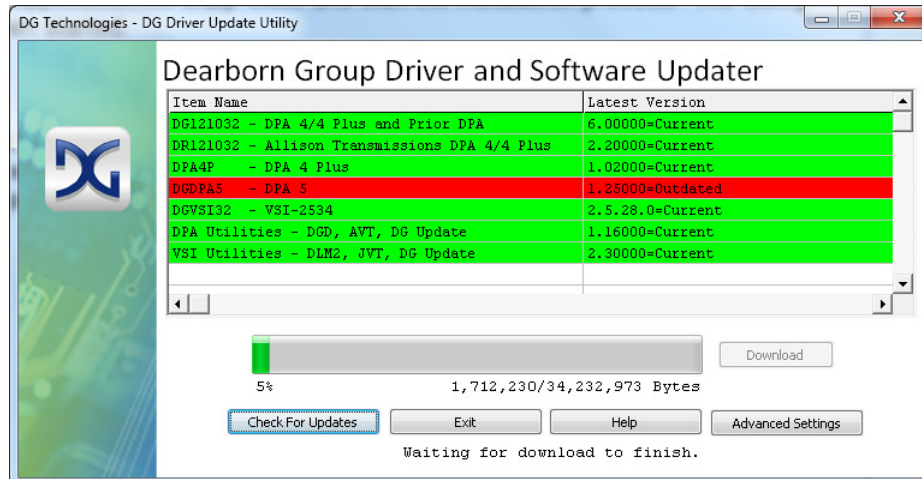 DG Technologies - DG Driver Update Utility
Dearborn Group Driver and Software Updater
Item Name Latest Version
DG121032 - DPA 4/4 Plus and Prior DPA 6.00000=Current
DR121032 - Allison Transmissions DPA 4/4 Plus 2.20000=Current
DPA4P - DPA 4 Plus 1.02000=Current
DGDPA5 - DPA 5 1.25000=Outdated
DGVSI32 - VSI-2534 2.5.28.0=Current
DPA Utilities - DGD, AVT, DG Update 1.16000=Current
VSI Utilities - DLM2, JVT, DG Update 2.30000=Current
Download
5% 1,712,230/34,232,973 Bytes
Check For Updates Exit Help Advanced Settings
Waiting for download to finish.